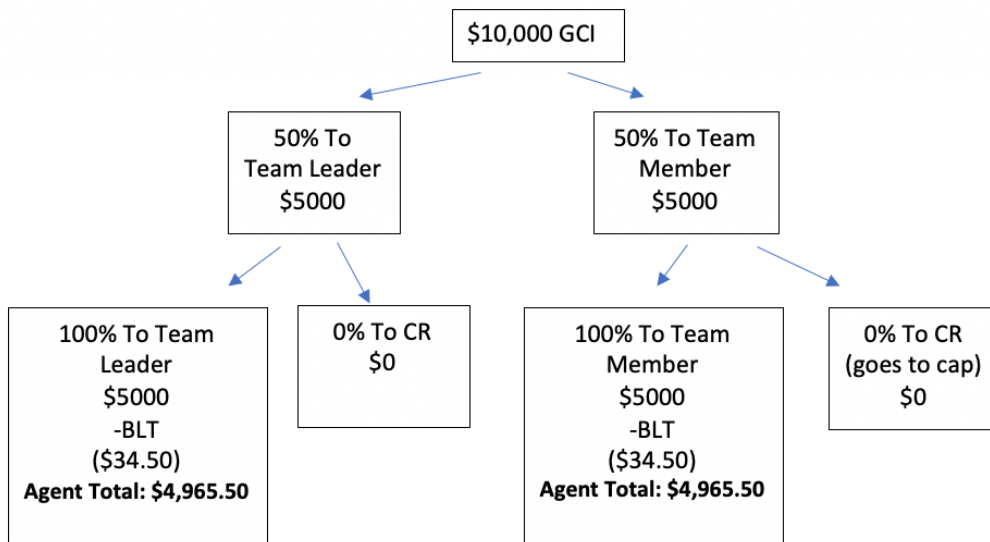 $10,000 GCI
50% To
Team Leader
$5000
50% To Team
Member
$5000
100% To Team
Leader
$5000
-BLT
($34.50)
Agent Total: $4,965.50
0% To CR
$0
100% To Team
Member
$5000
-BLT
($34.50)
Agent Total: $4,965.50
0% To CR
(goes to cap)
$0